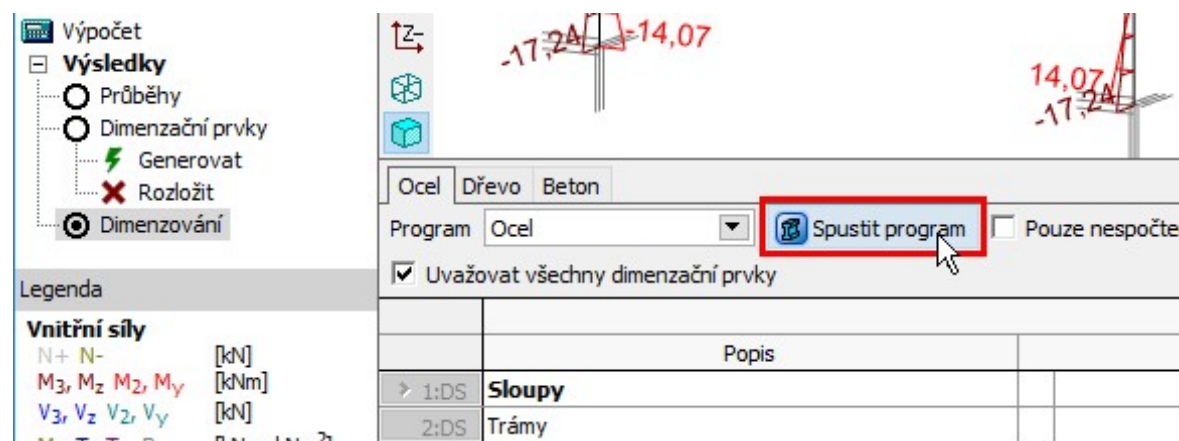 Výpočet
Výsledky
Průběhy
Dimenzační prvky
Generovat
Rozložit
Dimenzování
Legenda
Vnitřní síly
N+ N- [kN]
M3, Mz M2, My [kNm]
V3, Vz V2, Vy [kN]
Z
-17,24 -14,07
14,07
-17,24
Ocel Dřevo Beton
Program Ocel Spustit program Pouze nespočte
Uvažovat všechny dimenzační prvky
Popis
1:DS Sloupy
2:DS Trámy